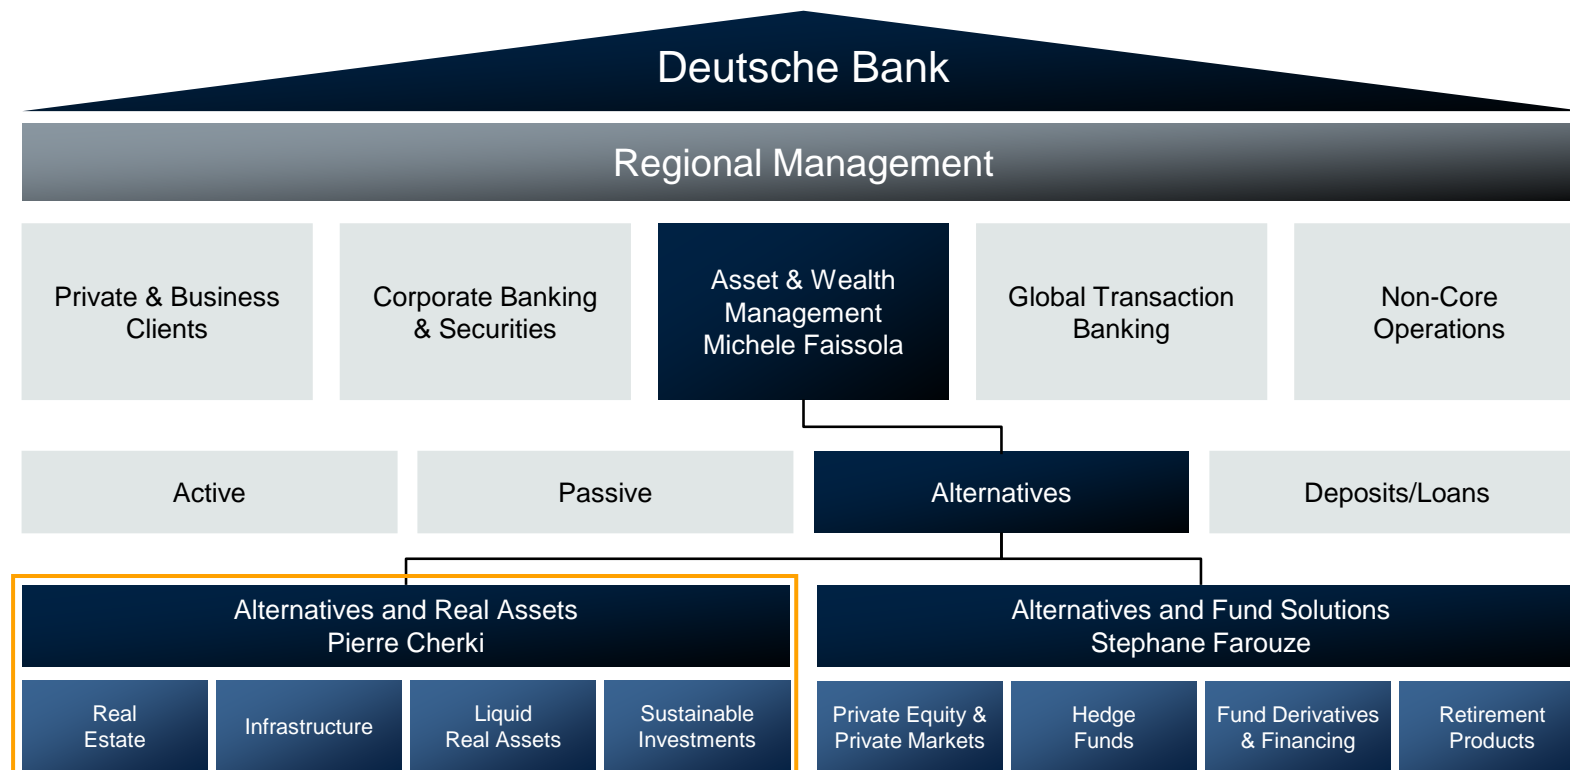 Deutsche Bank
Regional Management
Private & Business
Clients
Corporate Banking
& Securities
Asset & Wealth
Management
Michele Faissola
Global Transaction
Banking
Non-Core
Operations
Active
Passive
Alternatives
Deposits/Loans
Alternatives and Real Assets
Pierre Cherki
Alternatives and Fund Solutions
Stephane Farouze
Real
Estate
Infrastructure
Liquid
Real Assets
Sustainable
Investments
Private Equity &
Private Markets
Hedge
Funds
Fund Derivatives
& Financing
Retirement
Products